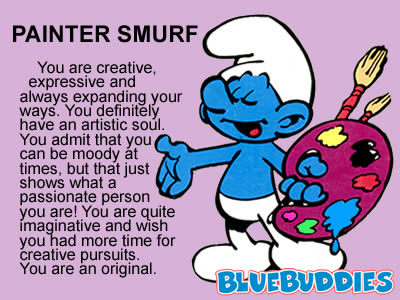 PAINTER SMURF
You are creative,
expressive and
always expanding your
ways. You definitely
have an artistic soul.
You admit that you
can be moody at
times, but that just
shows what a
passionate person
you are! You are quite
imaginative and wish
you had more time for
creative pursuits.
You are an original.
BLUEBUDDIES